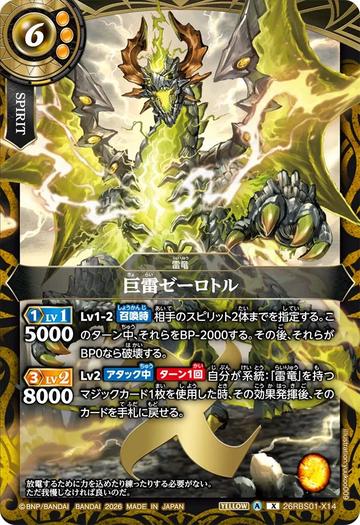 6
SPIRIT
雷竜
巨雷ゼーロトル
1 LV1
5000
Lv1-2 召喚時 相手のスピリット2体までを指定する。こ
のターン中、それらをBP-2000する。その後、それらが
BP0なら破壊する。
3 LV2
8000
Lv2 アタック中 ターン1回 自分が系統:「雷竜」を持つ
マジックカード1枚を使用した時、その効果発揮後、その
カードを手札に戻せる。
放電するために力を込めたり練ったりする必要がない。
ただ我慢しなければ良いのだ。
©BNP/BANDAI BANDAI 2026 MADE IN JAPAN
YELLOW A X 26RBS01-X14